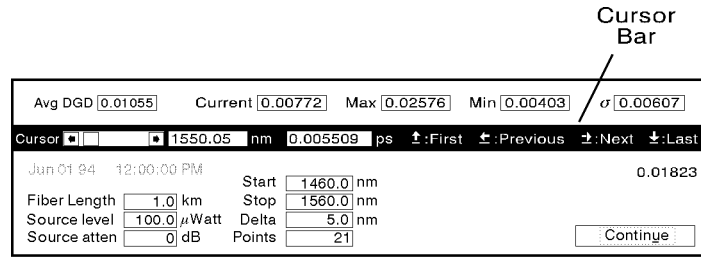 Cursor
Bar
Avg DGD 0.01055 Current 0.00772 Max 0.02576 Min 0.00403 σ 0.00607
Cursor 1550.05 nm 0.005509 ps ↥:First ←:Previous →:Next ↧:Last
Jun 01 94 12:00:00 PM 0.01823
Start 1460.0 nm
Fiber Length 1.0 km Stop 1560.0 nm
Source level 100.0 µWatt Delta 5.0 nm
Source atten 0 dB Points 21
Continue